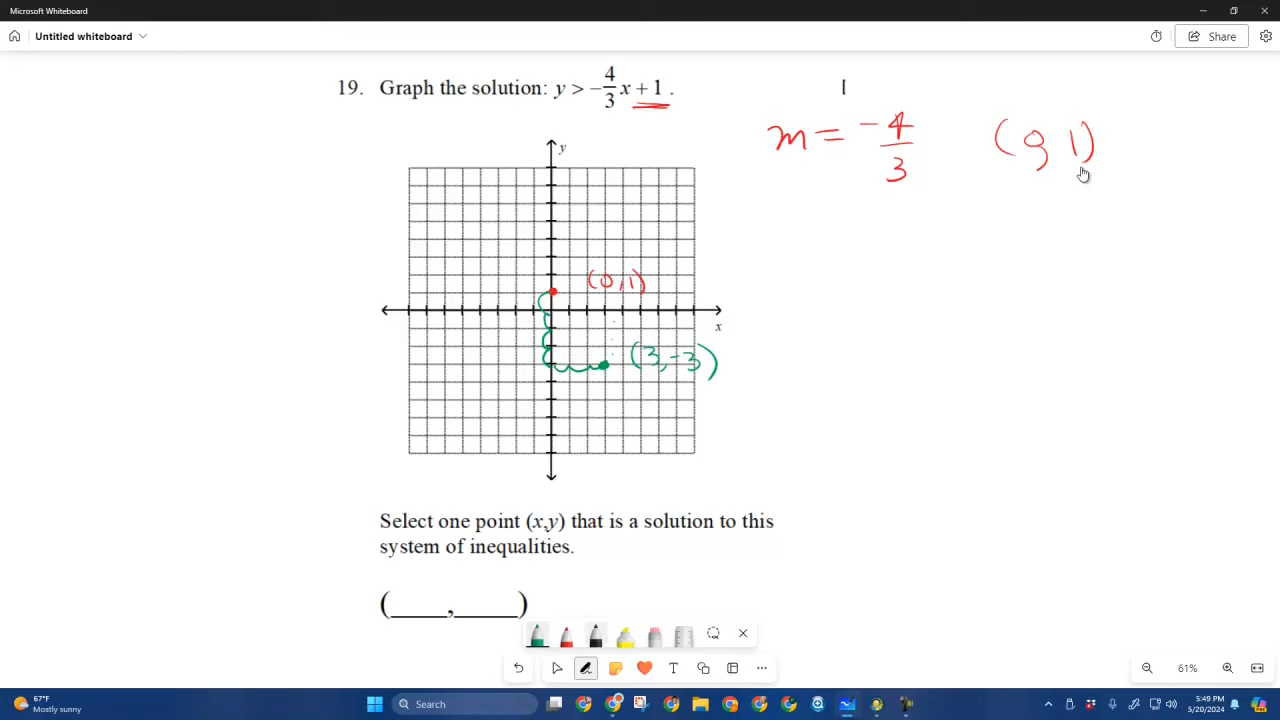 Microsoft Whiteboard
Untitled whiteboard
Share
19. Graph the solution: y > -4/3 x + 1 .
m = -4/3 (0, 1)
y
(0,1)
x
(3,-3)
Select one point (x,y) that is a solution to this
system of inequalities.
(____,____)
T
61%
67°F
Mostly sunny
Search
5:49 PM
5/20/2024